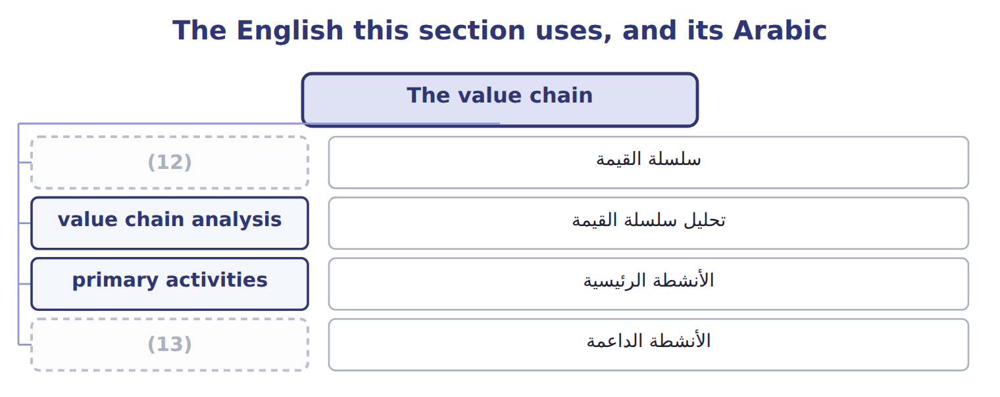 The English this section uses, and its Arabic
The value chain
(12)
سلسلة القيمة
value chain analysis
تحليل سلسلة القيمة
primary activities
الأنشطة الرئيسية
(13)
الأنشطة الداعمة